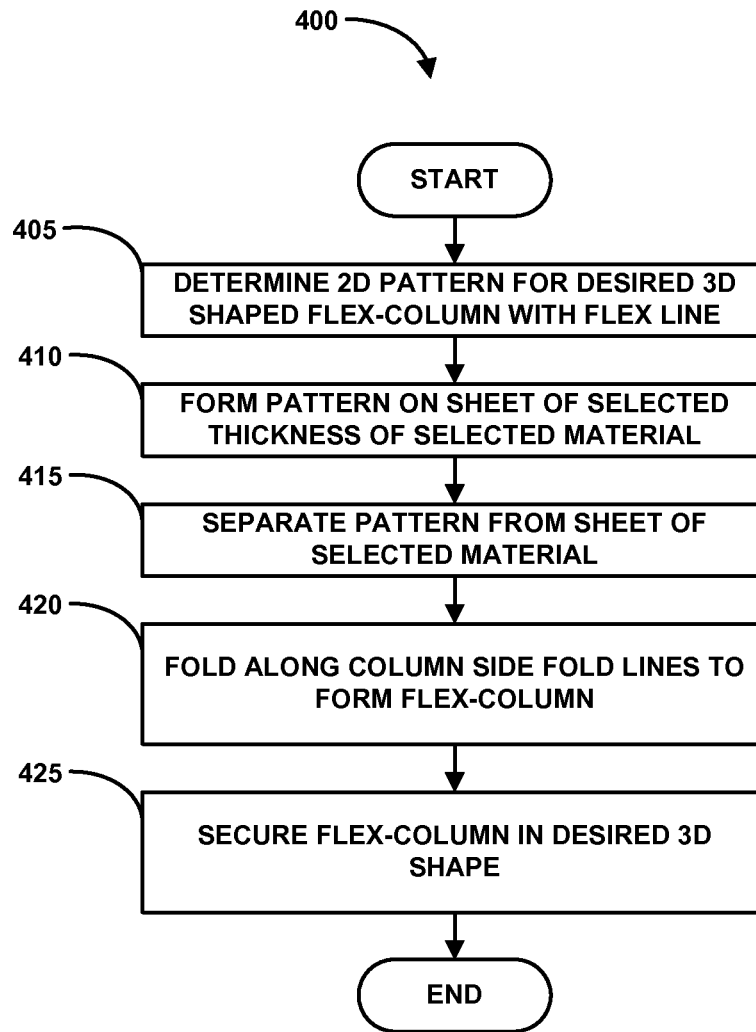 400
START
405
DETERMINE 2D PATTERN FOR DESIRED 3D
SHAPED FLEX-COLUMN WITH FLEX LINE
410
FORM PATTERN ON SHEET OF SELECTED
THICKNESS OF SELECTED MATERIAL
415
SEPARATE PATTERN FROM SHEET OF
SELECTED MATERIAL
420
FOLD ALONG COLUMN SIDE FOLD LINES TO
FORM FLEX-COLUMN
425
SECURE FLEX-COLUMN IN DESIRED 3D
SHAPE
END